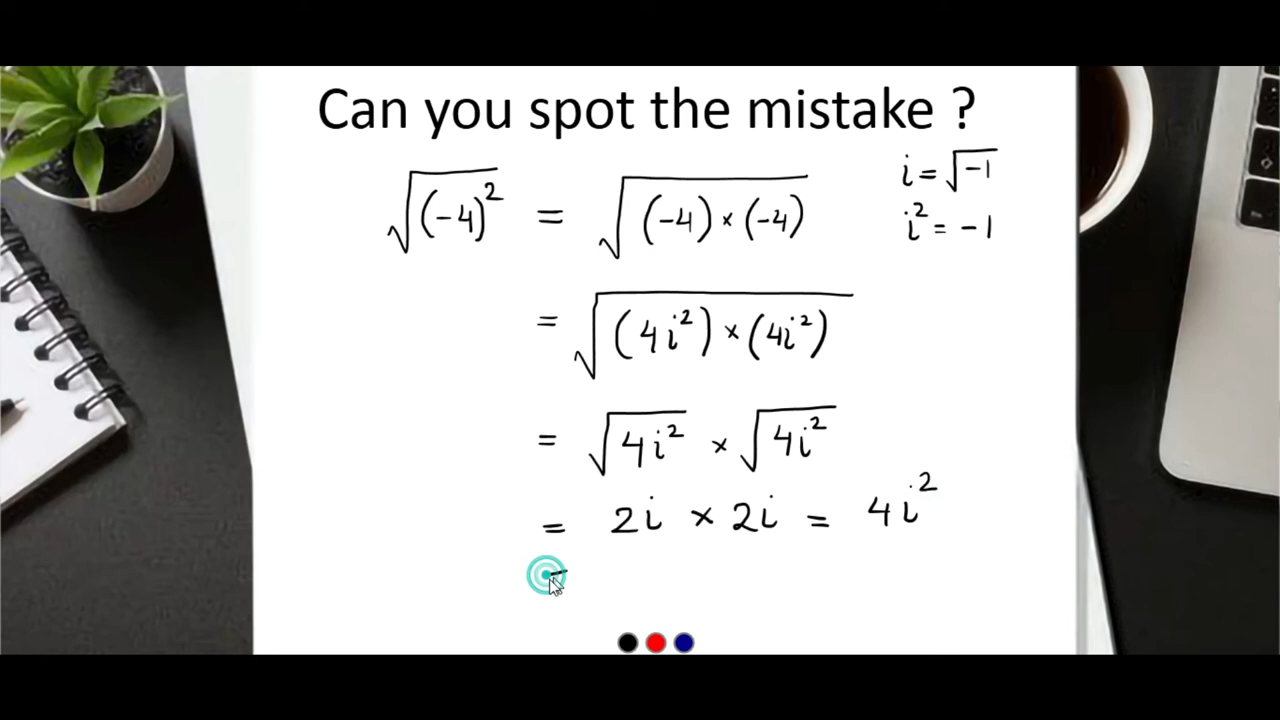 Can you spot the mistake ?
√(-4)² = √(-4)×(-4)
i = √-1
i² = -1
= √(4i²)×(4i²)
= √4i² × √4i²
= 2i × 2i = 4i²